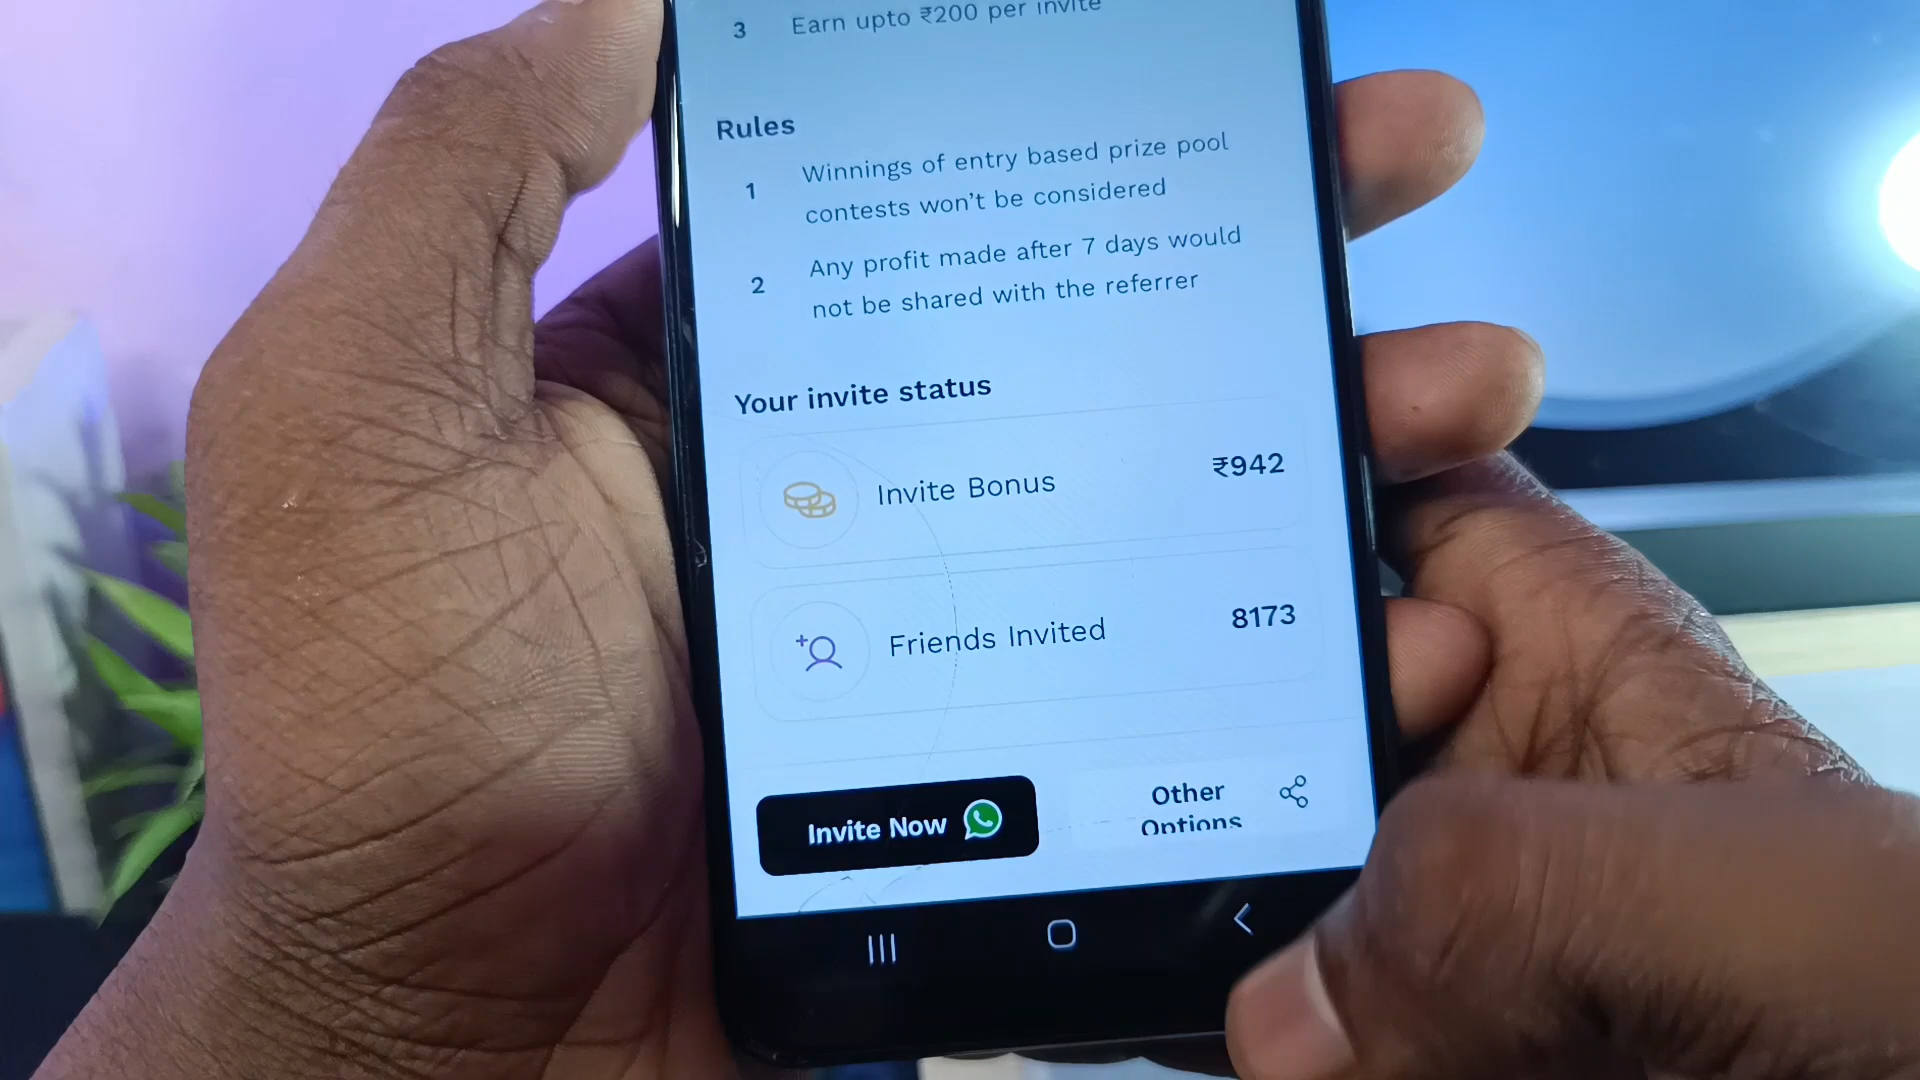 3 Earn upto ₹200 per invite
Rules
1 Winnings of entry based prize pool
contests won't be considered
2 Any profit made after 7 days would
not be shared with the referrer
Your invite status
Invite Bonus ₹942
Friends Invited 8173
Invite Now
Other
Options